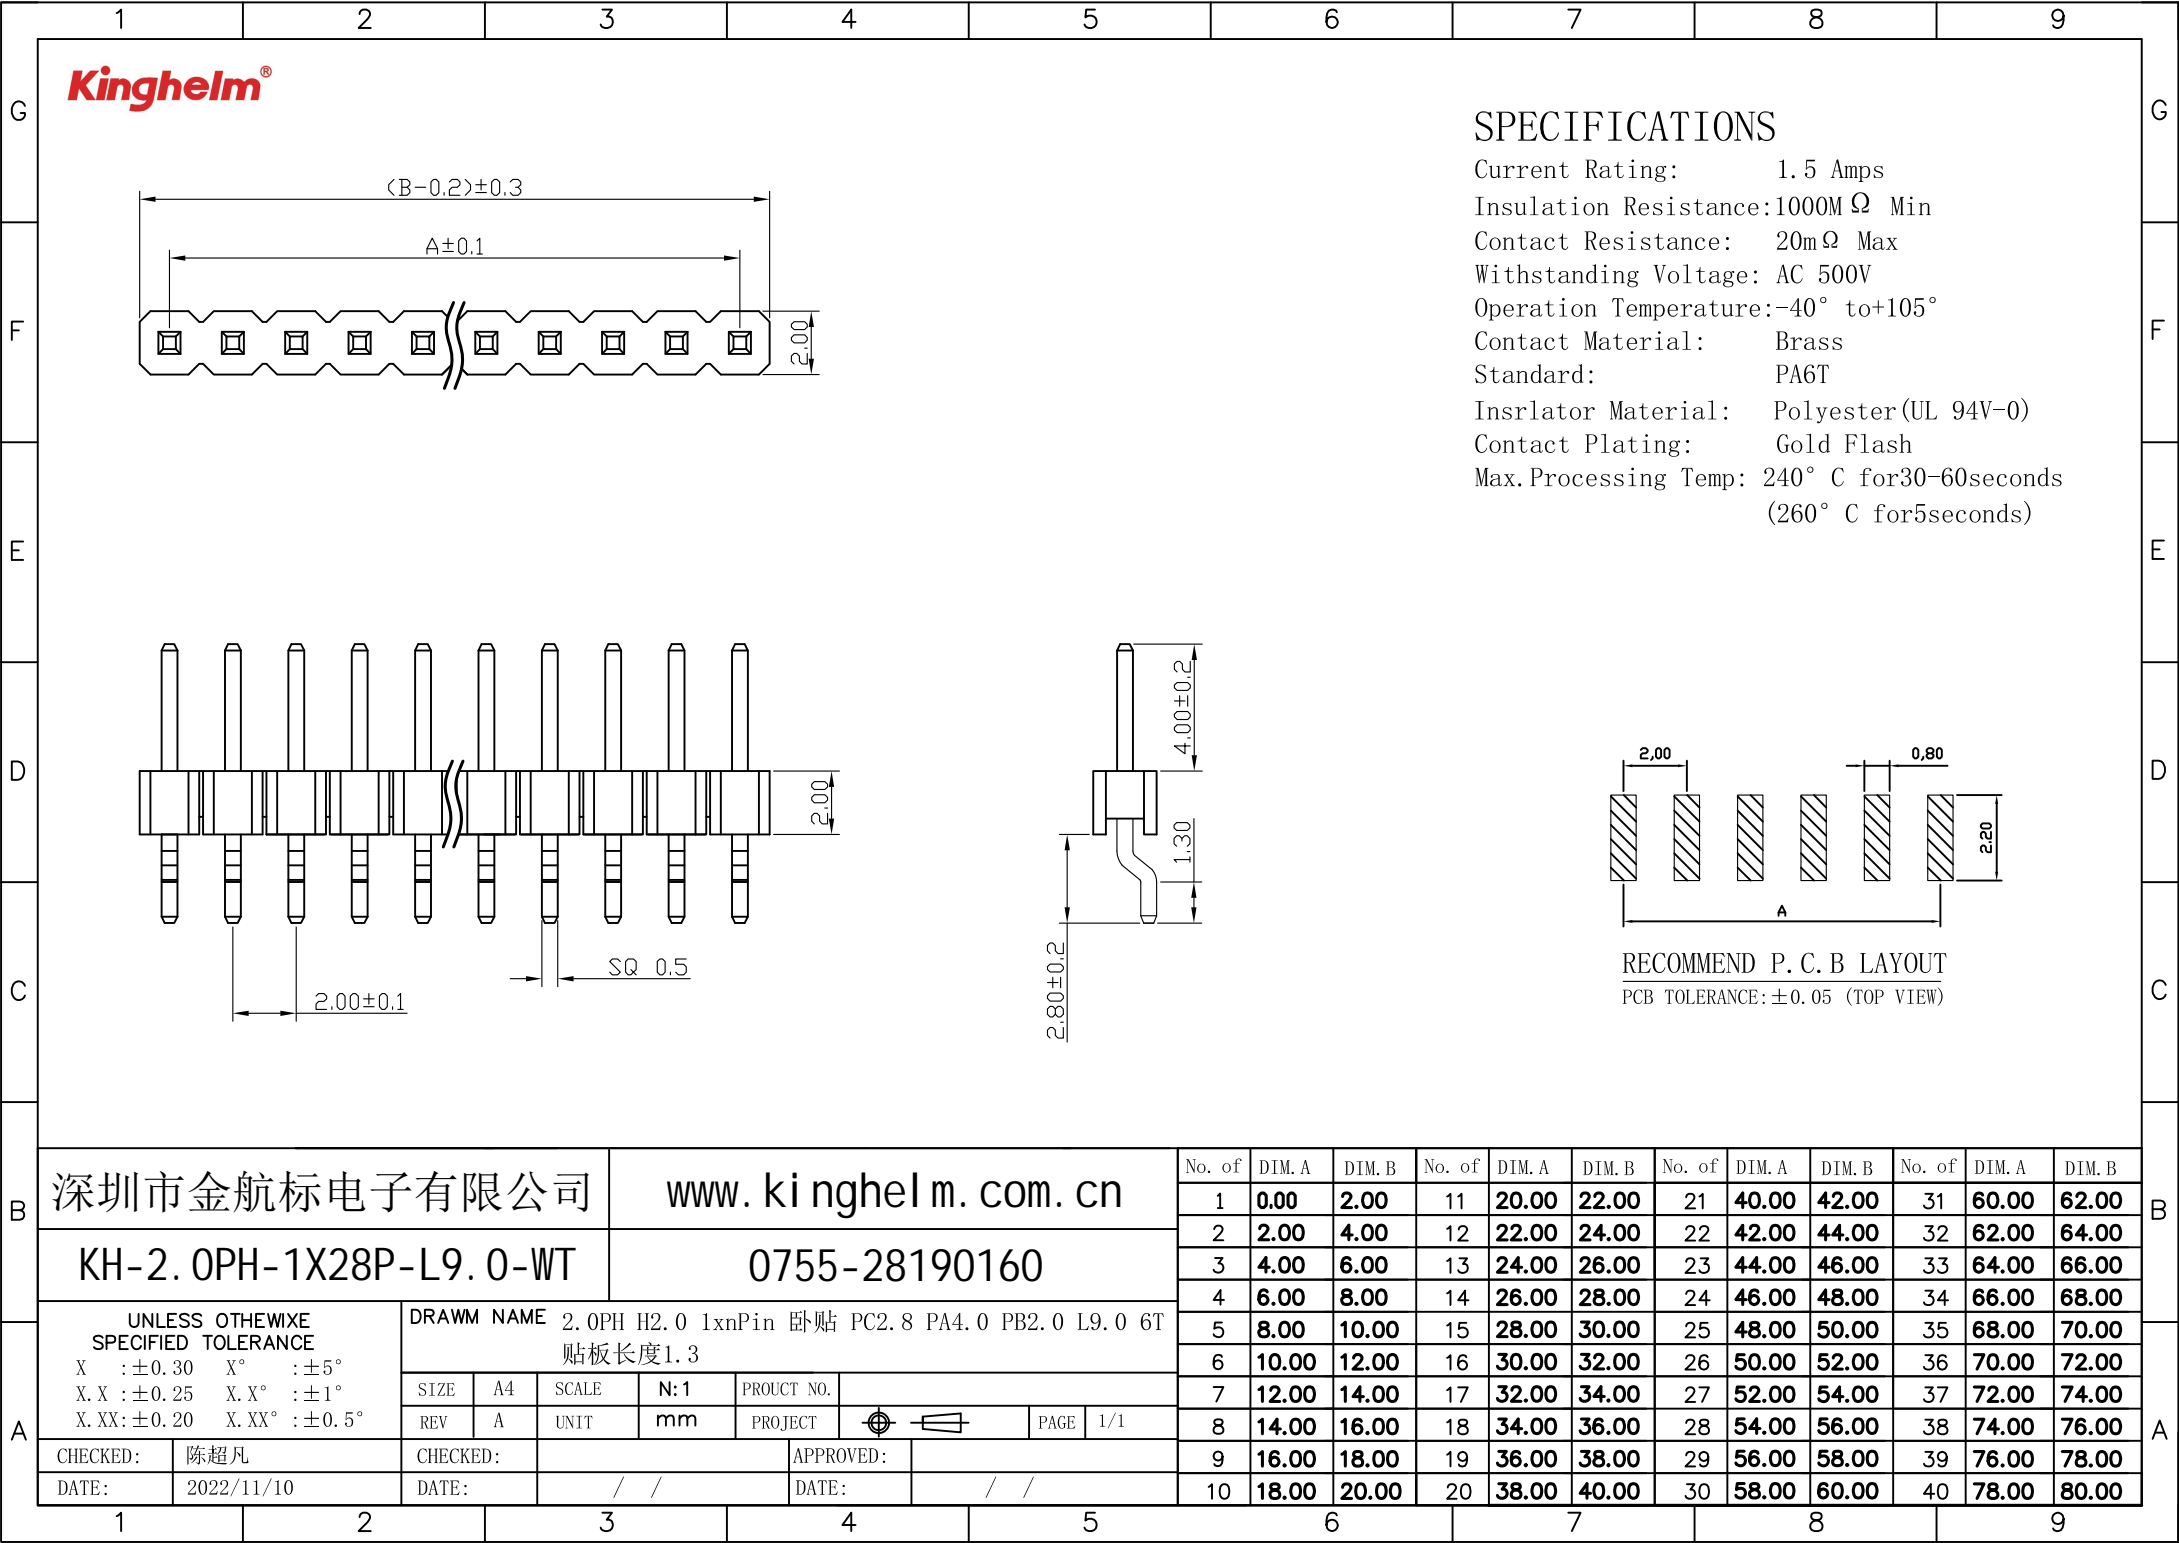 1 2 3 4 5 6 7 8 9
G G
F F
E E
D D
C C
B B
A A
Kinghelm®
SPECIFICATIONS
Current Rating: 1.5 Amps
Insulation Resistance:1000MΩ Min
Contact Resistance: 20mΩ Max
Withstanding Voltage: AC 500V
Operation Temperature:-40° to+105°
Contact Material: Brass
Standard: PA6T
Insrlator Material: Polyester(UL 94V-0)
Contact Plating: Gold Flash
Max.Processing Temp: 240° C for30-60seconds
(260° C for5seconds)
(B-0.2)±0.3
A±0.1
2.00
2.00
SQ 0.5
2.00±0.1
4.00±0.2
1.30
2.80±0.2
2,00
0,80
2.20
A
RECOMMEND P.C.B LAYOUT
PCB TOLERANCE:±0.05 (TOP VIEW)
深圳市金航标电子有限公司
www.kinghelm.com.cn
KH-2.0PH-1X28P-L9.0-WT
0755-28190160
UNLESS OTHEWIXE
SPECIFIED TOLERANCE
X :±0.30 X° :±5°
X.X :±0.25 X.X° :±1°
X.XX:±0.20 X.XX° :±0.5°
DRAWM NAME 2.0PH H2.0 1xnPin 卧贴 PC2.8 PA4.0 PB2.0 L9.0 6T
贴板长度1.3
SIZE A4 SCALE N:1 PROUCT NO.
REV A UNIT mm PROJECT PAGE 1/1
CHECKED: 陈超凡 CHECKED: APPROVED:
DATE: 2022/11/10 DATE: / / DATE: / /
No. of DIM.A DIM.B No. of DIM.A DIM.B No. of DIM.A DIM.B No. of DIM.A DIM.B
1 0.00 2.00 11 20.00 22.00 21 40.00 42.00 31 60.00 62.00
2 2.00 4.00 12 22.00 24.00 22 42.00 44.00 32 62.00 64.00
3 4.00 6.00 13 24.00 26.00 23 44.00 46.00 33 64.00 66.00
4 6.00 8.00 14 26.00 28.00 24 46.00 48.00 34 66.00 68.00
5 8.00 10.00 15 28.00 30.00 25 48.00 50.00 35 68.00 70.00
6 10.00 12.00 16 30.00 32.00 26 50.00 52.00 36 70.00 72.00
7 12.00 14.00 17 32.00 34.00 27 52.00 54.00 37 72.00 74.00
8 14.00 16.00 18 34.00 36.00 28 54.00 56.00 38 74.00 76.00
9 16.00 18.00 19 36.00 38.00 29 56.00 58.00 39 76.00 78.00
10 18.00 20.00 20 38.00 40.00 30 58.00 60.00 40 78.00 80.00
1 2 3 4 5 6 7 8 9